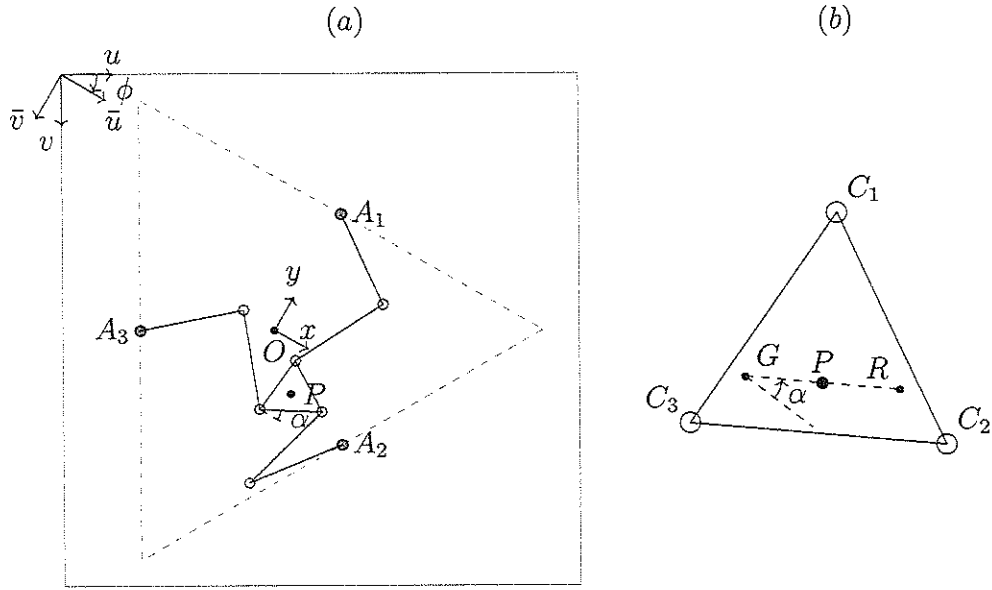 (a)
(b)
u
ϕ
v̄
ū
v
A₁
C₁
y
A₃
x
O
G P R
P
α
C₃
α
C₂
A₂